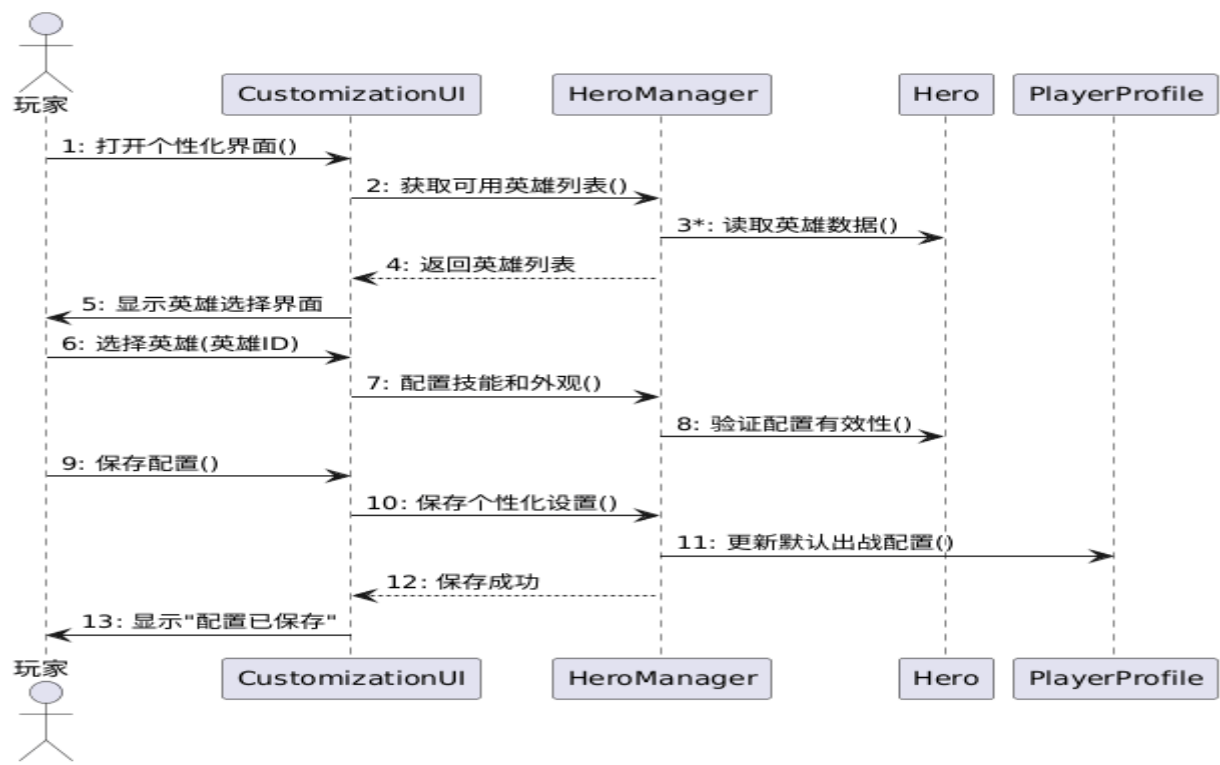 玩家
CustomizationUI
HeroManager
Hero
PlayerProfile
1: 打开个性化界面()
2: 获取可用英雄列表()
3*: 读取英雄数据()
4: 返回英雄列表
5: 显示英雄选择界面
6: 选择英雄(英雄ID)
7: 配置技能和外观()
8: 验证配置有效性()
9: 保存配置()
10: 保存个性化设置()
11: 更新默认出战配置()
12: 保存成功
13: 显示"配置已保存"
玩家
CustomizationUI
HeroManager
Hero
PlayerProfile